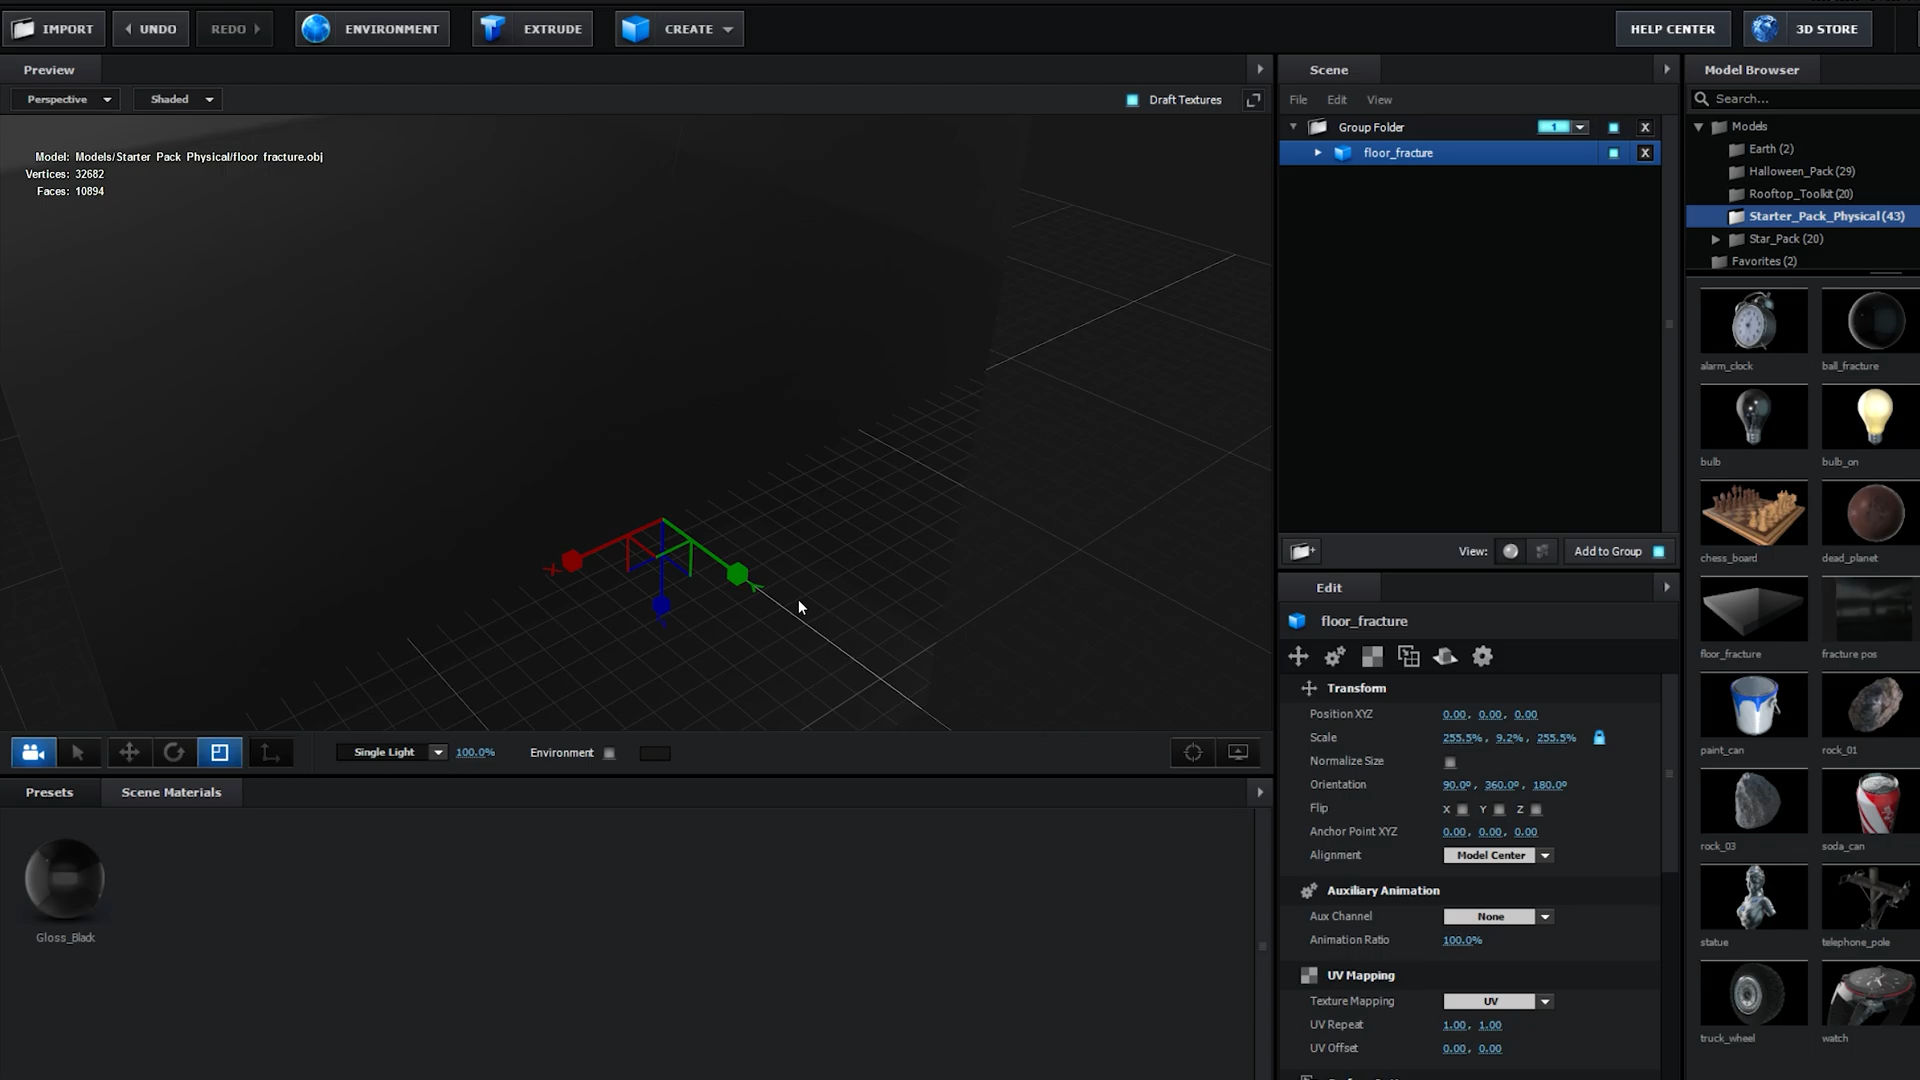 IMPORT
UNDO
REDO
ENVIRONMENT
EXTRUDE
CREATE
HELP CENTER
3D STORE
Preview
Scene
Model Browser
Perspective
Shaded
Draft Textures
File
Edit
View
Search...
Group Folder
1
X
Models
Model: Models/Starter Pack Physical/floor fracture.obj
floor_fracture
X
Earth (2)
Vertices: 32682
Halloween_Pack (29)
Faces: 10894
Rooftop_Toolkit (20)
Starter_Pack_Physical (43)
Star_Pack (20)
Favorites (2)
alarm_clock
ball_fracture
bulb
bulb_on
chess_board
dead_planet
floor_fracture
fracture pos
paint_can
rock_01
rock_03
soda_can
statue
telephone_pole
truck_wheel
watch
View:
Add to Group
Edit
floor_fracture
Transform
Position XYZ
0.00, 0.00, 0.00
Scale
255.5%, 9.2%, 255.5%
Normalize Size
Orientation
90.0º, 360.0º, 180.0º
Flip
X
Y
Z
Anchor Point XYZ
0.00, 0.00, 0.00
Alignment
Model Center
Auxiliary Animation
Aux Channel
None
Animation Ratio
100.0%
UV Mapping
Texture Mapping
UV
UV Repeat
1.00, 1.00
UV Offset
0.00, 0.00
X
Single Light
100.0%
Environment
Presets
Scene Materials
Gloss_Black